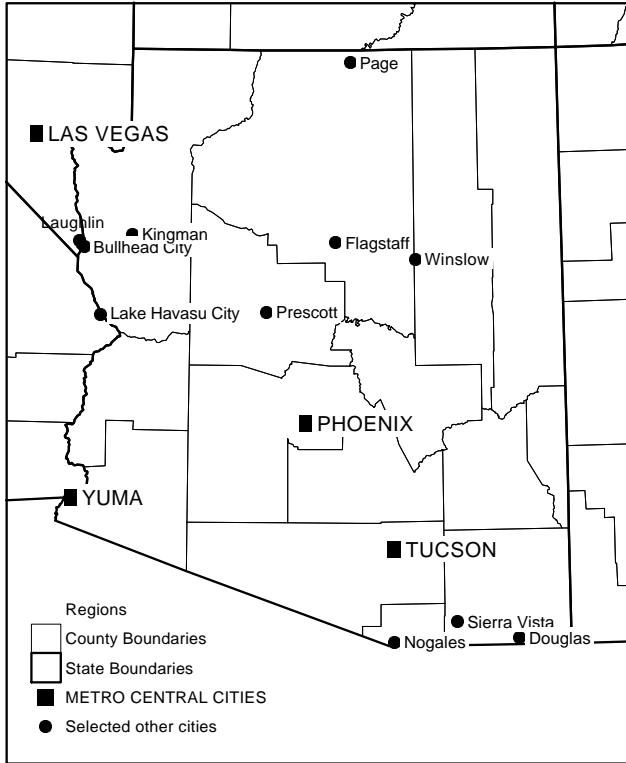 Page
LAS VEGAS
Laughlin
Kingman
Bullhead City
Flagstaff
Winslow
Lake Havasu City
Prescott
PHOENIX
YUMA
TUCSON
Sierra Vista
Nogales
Douglas
Regions
County Boundaries
State Boundaries
METRO CENTRAL CITIES
Selected other cities